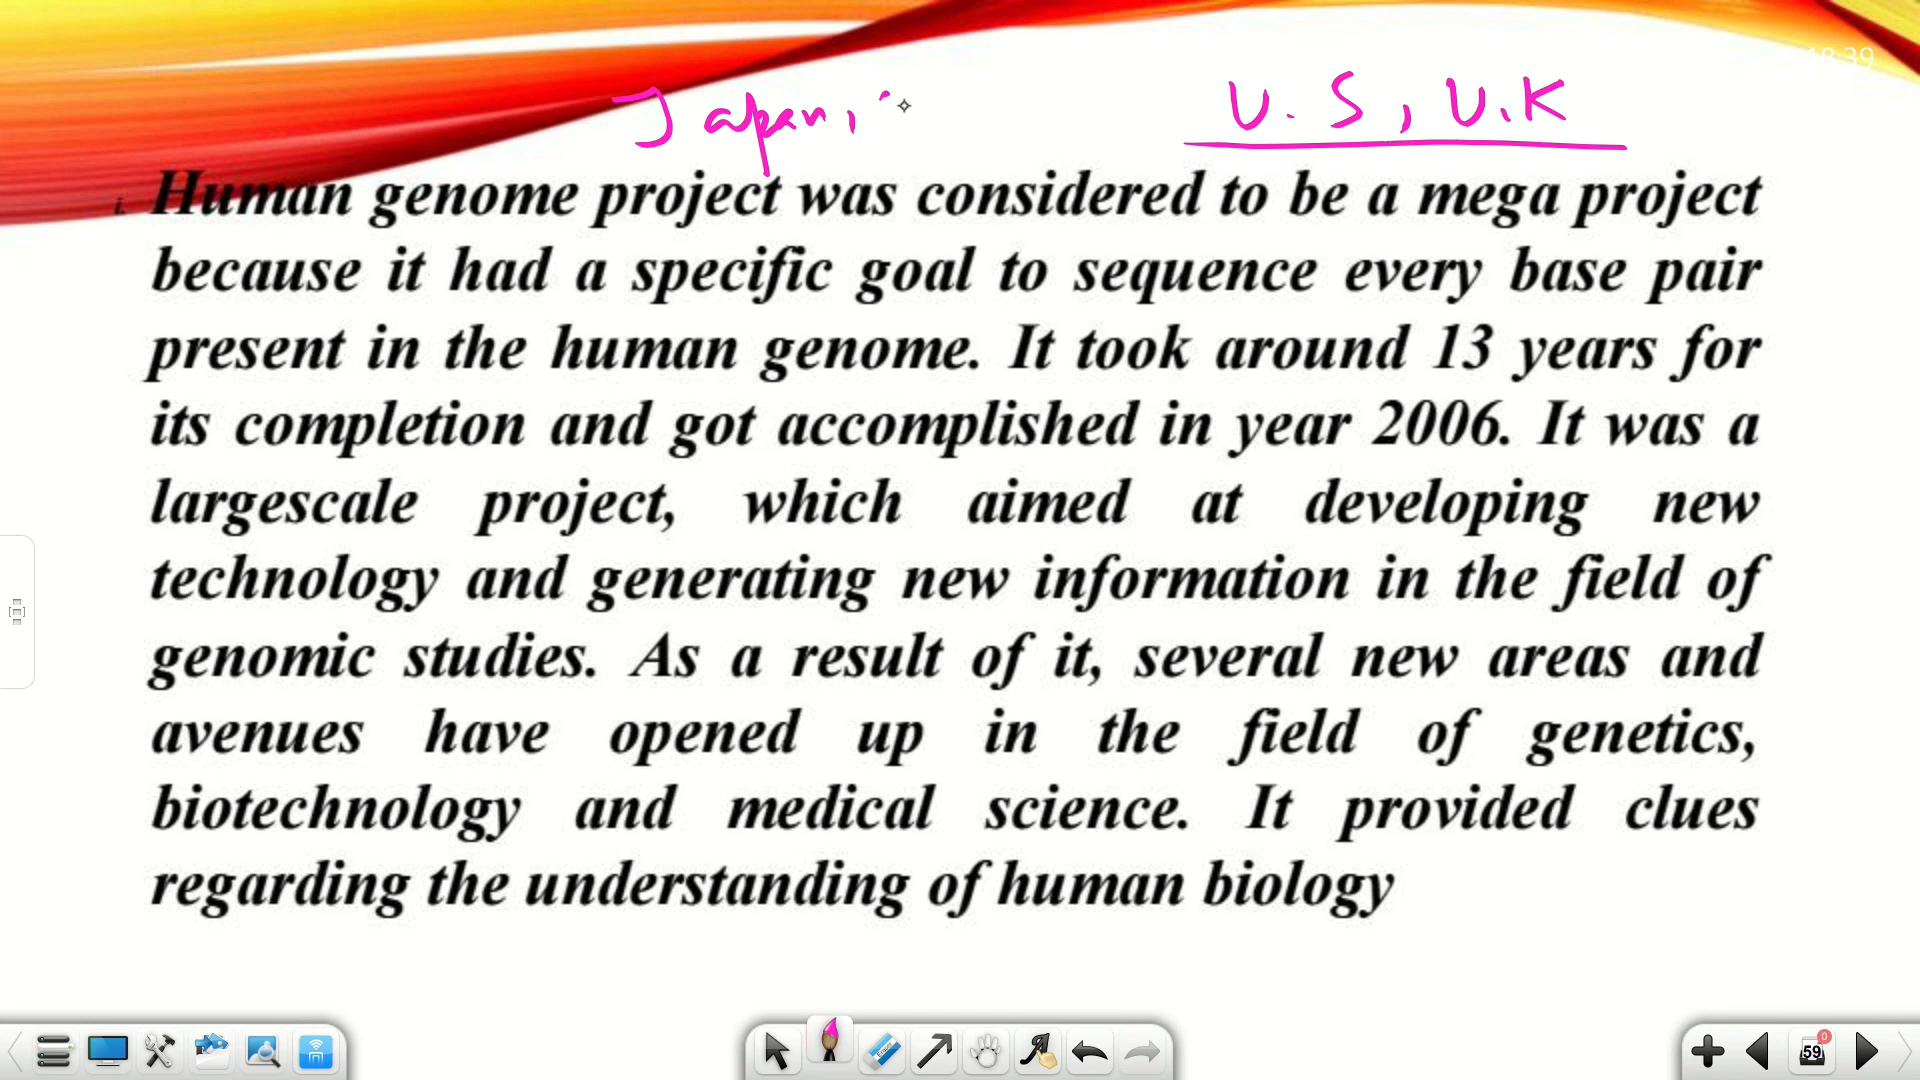 18:39
Japan, U.S, U.K
i. Human genome project was considered to be a mega project
because it had a specific goal to sequence every base pair
present in the human genome. It took around 13 years for
its completion and got accomplished in year 2006. It was a
largescale project, which aimed at developing new
technology and generating new information in the field of
genomic studies. As a result of it, several new areas and
avenues have opened up in the field of genetics,
biotechnology and medical science. It provided clues
regarding the understanding of human biology
59
0